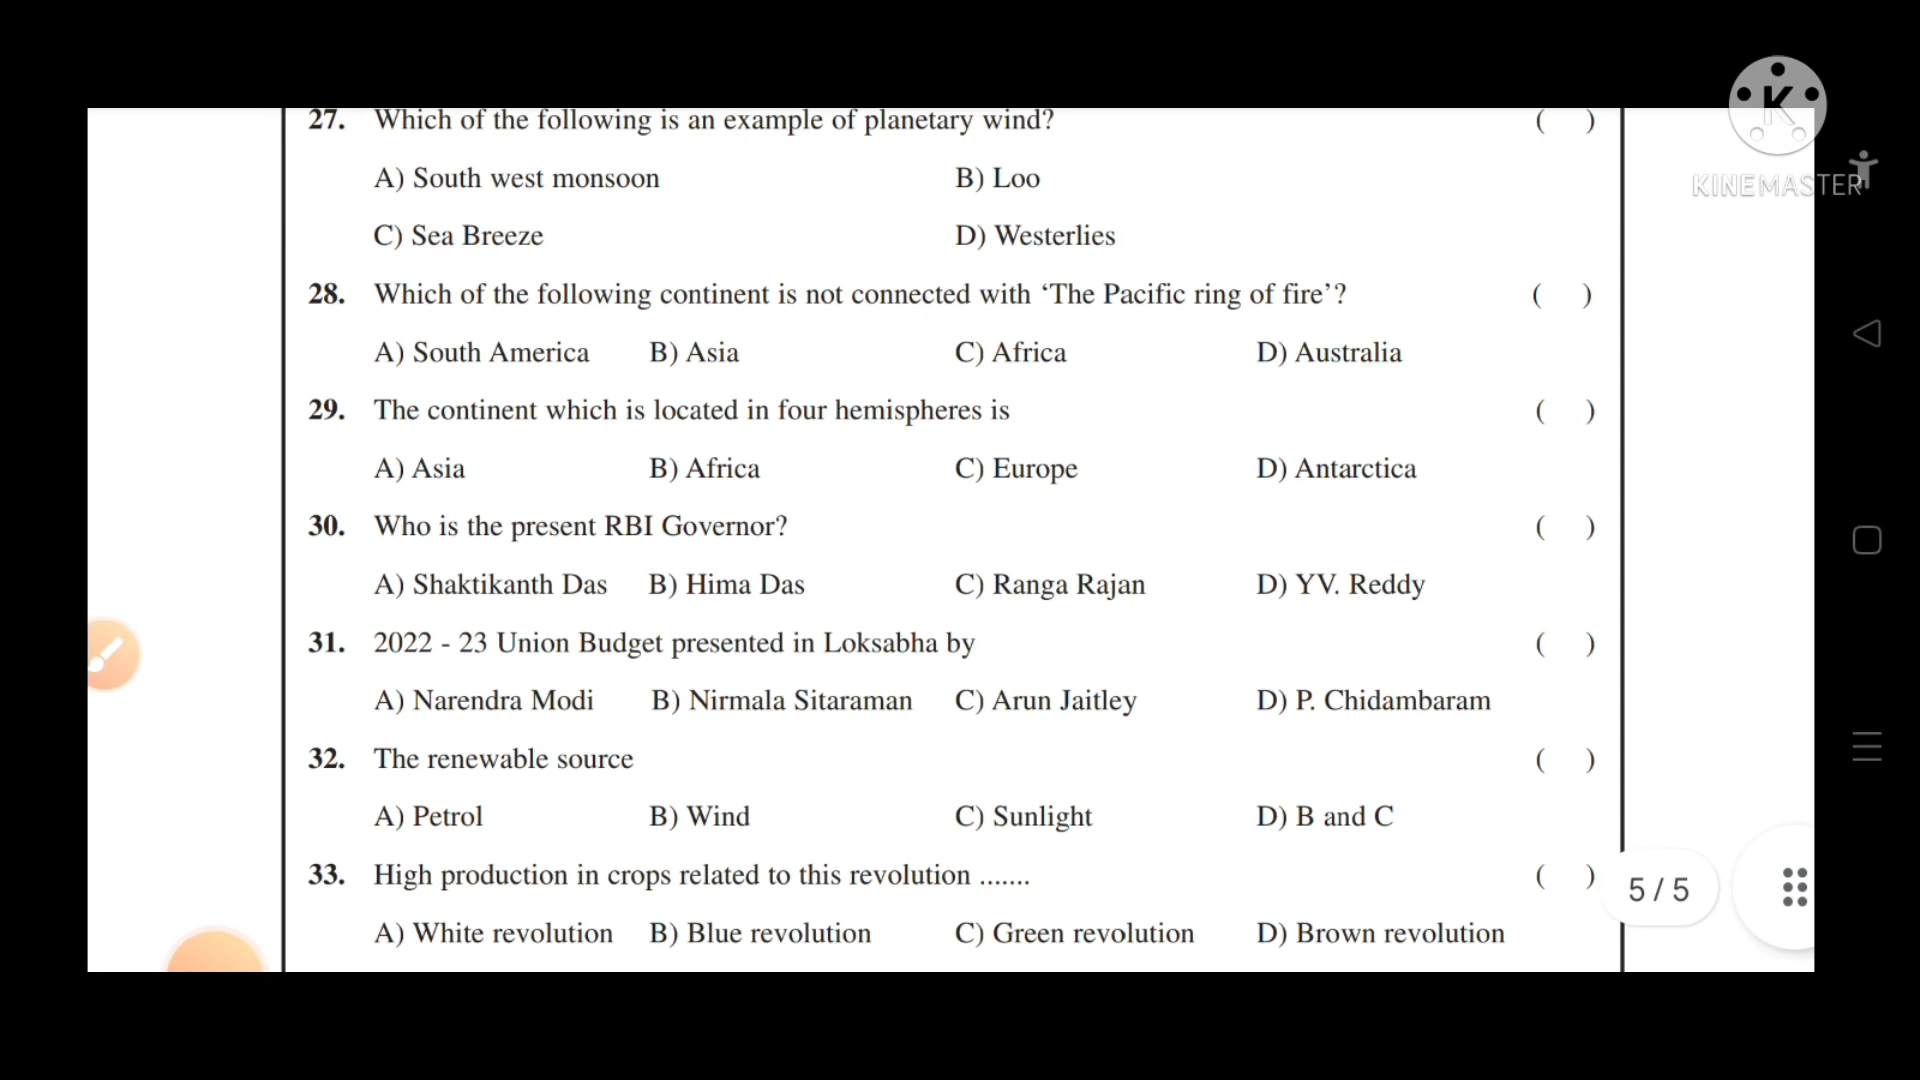 27. Which of the following is an example of planetary wind? ( )
A) South west monsoon B) Loo
C) Sea Breeze D) Westerlies
28. Which of the following continent is not connected with ‘The Pacific ring of fire’? ( )
A) South America B) Asia C) Africa D) Australia
29. The continent which is located in four hemispheres is ( )
A) Asia B) Africa C) Europe D) Antarctica
30. Who is the present RBI Governor? ( )
A) Shaktikanth Das B) Hima Das C) Ranga Rajan D) YV. Reddy
31. 2022 - 23 Union Budget presented in Loksabha by ( )
A) Narendra Modi B) Nirmala Sitaraman C) Arun Jaitley D) P. Chidambaram
32. The renewable source ( )
A) Petrol B) Wind C) Sunlight D) B and C
33. High production in crops related to this revolution ....... ( )
A) White revolution B) Blue revolution C) Green revolution D) Brown revolution
K
KINEMASTER
5 / 5